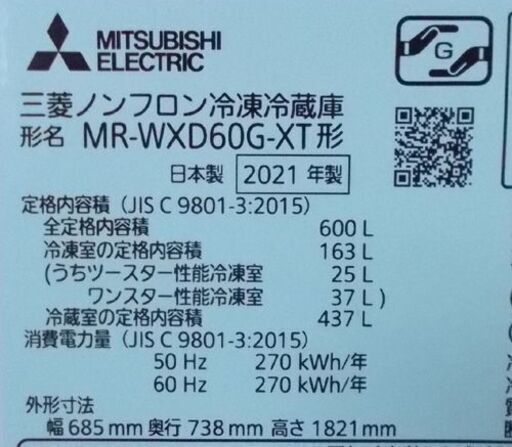 MITSUBISHI
ELECTRIC
G
三菱ノンフロン冷凍冷蔵庫
形名 MR-WXD60G-XT形
日本製 2021 年製
定格内容積 (JIS C 9801-3:2015)
全定格内容積 600 L
冷凍室の定格内容積 163 L
(うちツースター性能冷凍室 25 L
ワンスター性能冷凍室 37 L )
冷蔵室の定格内容積 437 L
消費電力量 (JIS C 9801-3:2015)
50 Hz 270 kWh/年
60 Hz 270 kWh/年
外形寸法
幅 685 mm 奥行 738 mm 高さ 1821 mm